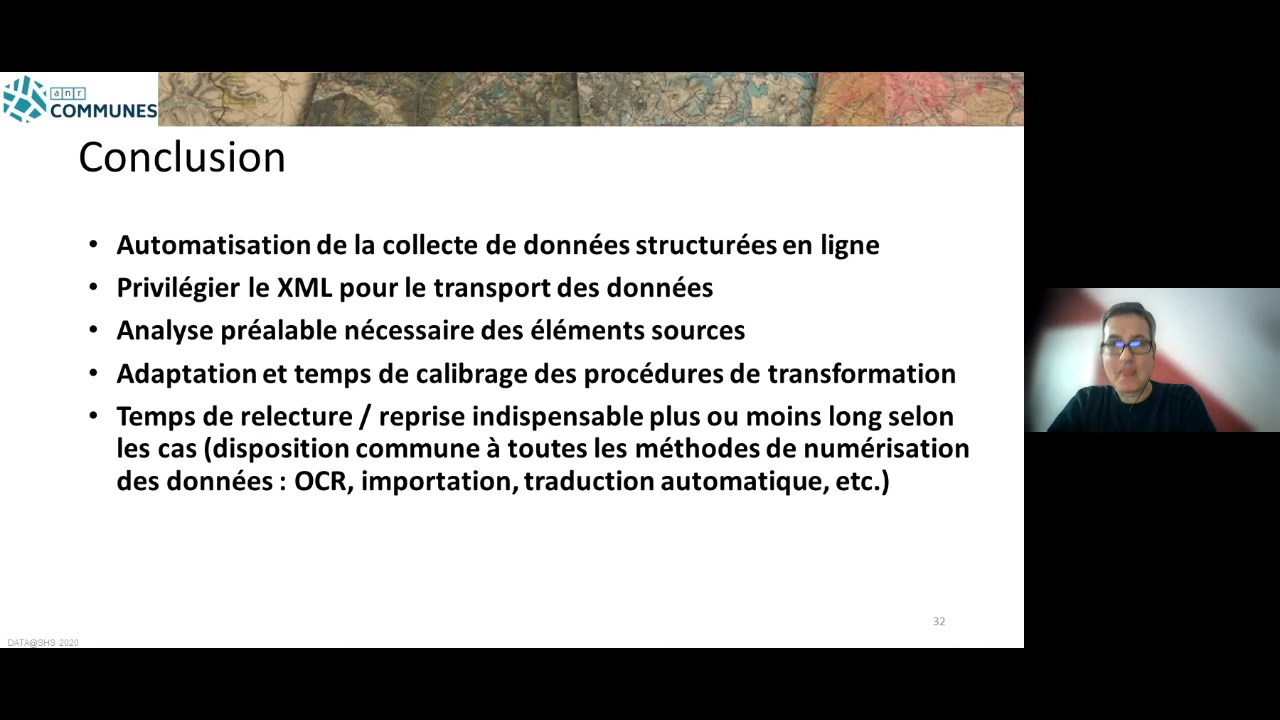 anr
COMMUNES
Conclusion
• Automatisation de la collecte de données structurées en ligne
• Privilégier le XML pour le transport des données
• Analyse préalable nécessaire des éléments sources
• Adaptation et temps de calibrage des procédures de transformation
• Temps de relecture / reprise indispensable plus ou moins long selon
les cas (disposition commune à toutes les méthodes de numérisation
des données : OCR, importation, traduction automatique, etc.)
32
DATA@SHS 2020